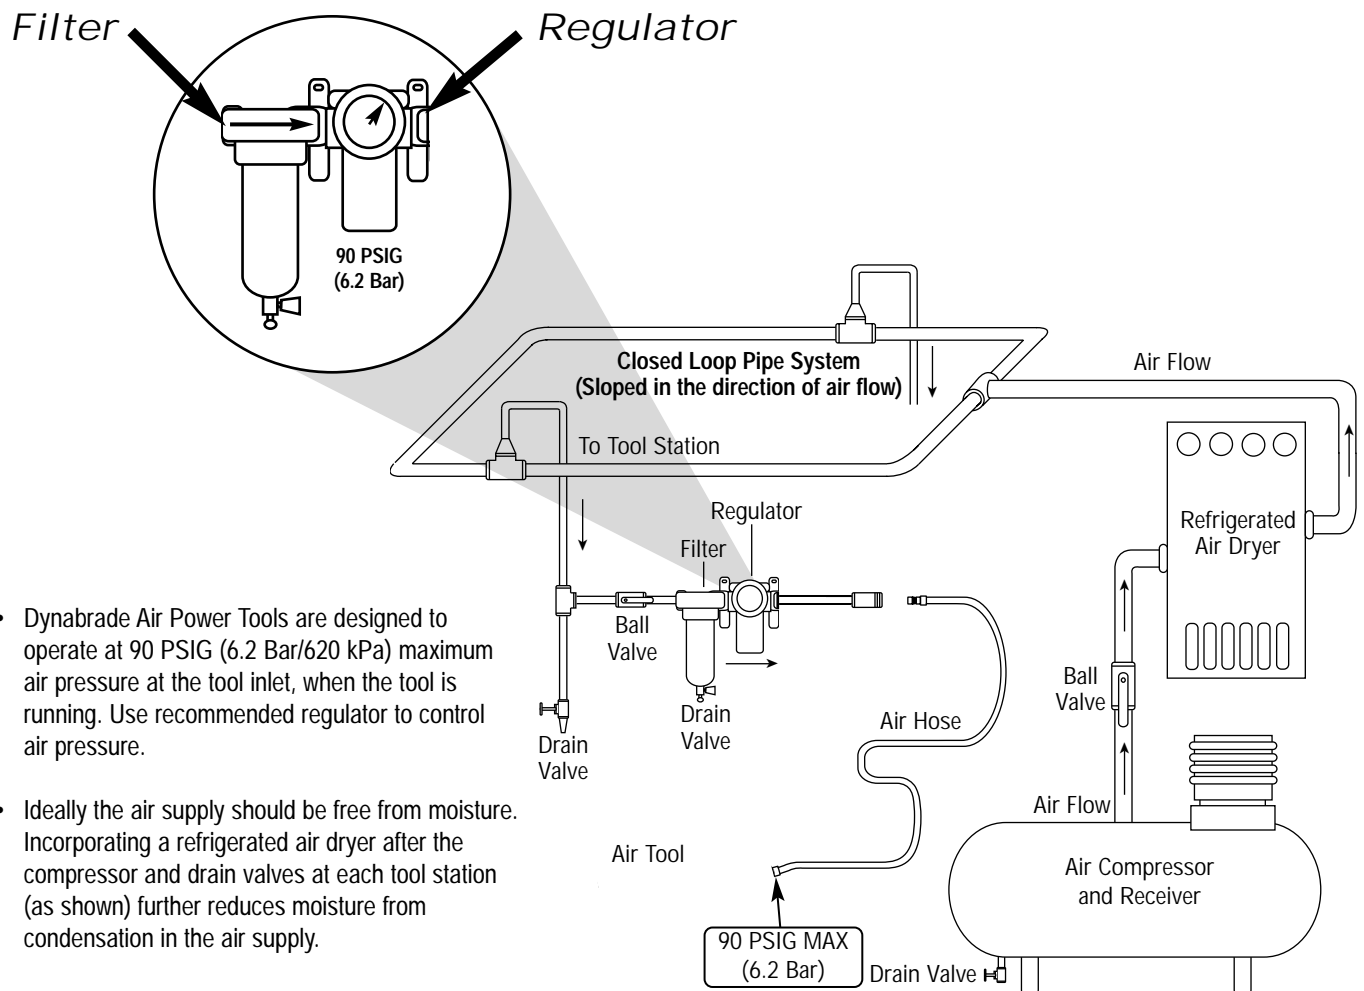 Filter
Regulator
90 PSIG
(6.2 Bar)
Closed Loop Pipe System
(Sloped in the direction of air flow)
Air Flow
To Tool Station
Refrigerated
Air Dryer
Regulator
Filter
Ball
Valve
Drain
Valve
Drain
Valve
Air Hose
Ball
Valve
Air Flow
Air Compressor
and Receiver
Air Tool
90 PSIG MAX
(6.2 Bar)
Drain Valve
• Dynabrade Air Power Tools are designed to
operate at 90 PSIG (6.2 Bar/620 kPa) maximum
air pressure at the tool inlet, when the tool is
running. Use recommended regulator to control
air pressure.
• Ideally the air supply should be free from moisture.
Incorporating a refrigerated air dryer after the
compressor and drain valves at each tool station
(as shown) further reduces moisture from
condensation in the air supply.